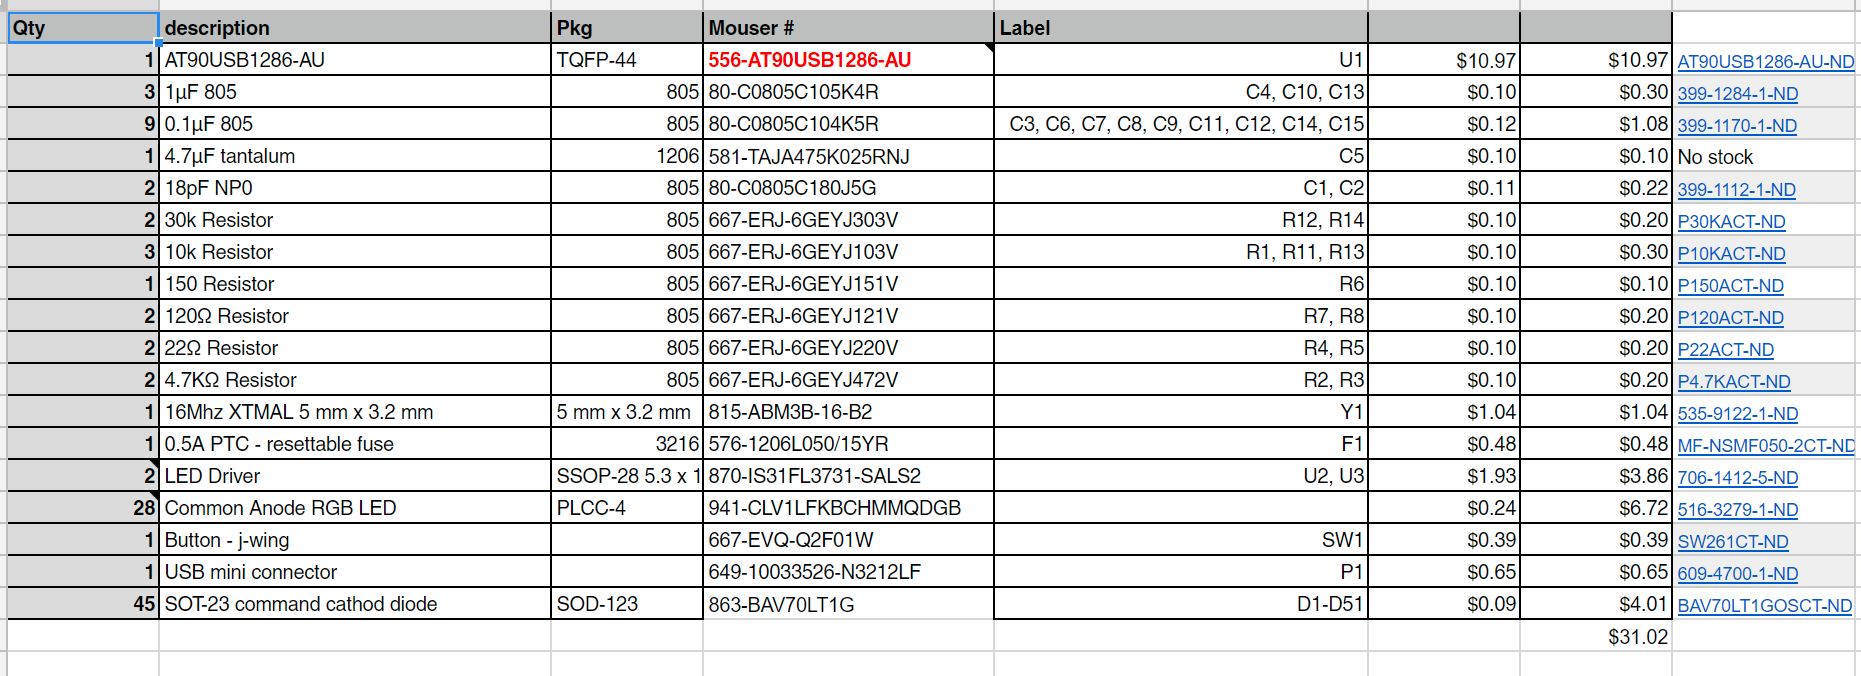 Qty description Pkg Mouser # Label
1 AT90USB1286-AU TQFP-44 556-AT90USB1286-AU U1 $10.97 $10.97 AT90USB1286-AU-ND
3 1µF 805 805 80-C0805C105K4R C4, C10, C13 $0.10 $0.30 399-1284-1-ND
9 0.1µF 805 805 80-C0805C104K5R C3, C6, C7, C8, C9, C11, C12, C14, C15 $0.12 $1.08 399-1170-1-ND
1 4.7µF tantalum 1206 581-TAJA475K025RNJ C5 $0.10 $0.10 No stock
2 18pF NP0 805 80-C0805C180J5G C1, C2 $0.11 $0.22 399-1112-1-ND
2 30k Resistor 805 667-ERJ-6GEYJ303V R12, R14 $0.10 $0.20 P30KACT-ND
3 10k Resistor 805 667-ERJ-6GEYJ103V R1, R11, R13 $0.10 $0.30 P10KACT-ND
1 150 Resistor 805 667-ERJ-6GEYJ151V R6 $0.10 $0.10 P150ACT-ND
2 120Ω Resistor 805 667-ERJ-6GEYJ121V R7, R8 $0.10 $0.20 P120ACT-ND
2 22Ω Resistor 805 667-ERJ-6GEYJ220V R4, R5 $0.10 $0.20 P22ACT-ND
2 4.7KΩ Resistor 805 667-ERJ-6GEYJ472V R2, R3 $0.10 $0.20 P4.7KACT-ND
1 16Mhz XTMAL 5 mm x 3.2 mm 5 mm x 3.2 mm 815-ABM3B-16-B2 Y1 $1.04 $1.04 535-9122-1-ND
1 0.5A PTC - resettable fuse 3216 576-1206L050/15YR F1 $0.48 $0.48 MF-NSMF050-2CT-ND
2 LED Driver SSOP-28 5.3 x 1 870-IS31FL3731-SALS2 U2, U3 $1.93 $3.86 706-1412-5-ND
28 Common Anode RGB LED PLCC-4 941-CLV1LFKBCHMMQDGB $0.24 $6.72 516-3279-1-ND
1 Button - j-wing 667-EVQ-Q2F01W SW1 $0.39 $0.39 SW261CT-ND
1 USB mini connector 649-10033526-N3212LF P1 $0.65 $0.65 609-4700-1-ND
45 SOT-23 command cathod diode SOD-123 863-BAV70LT1G D1-D51 $0.09 $4.01 BAV70LT1GOSCT-ND
$31.02